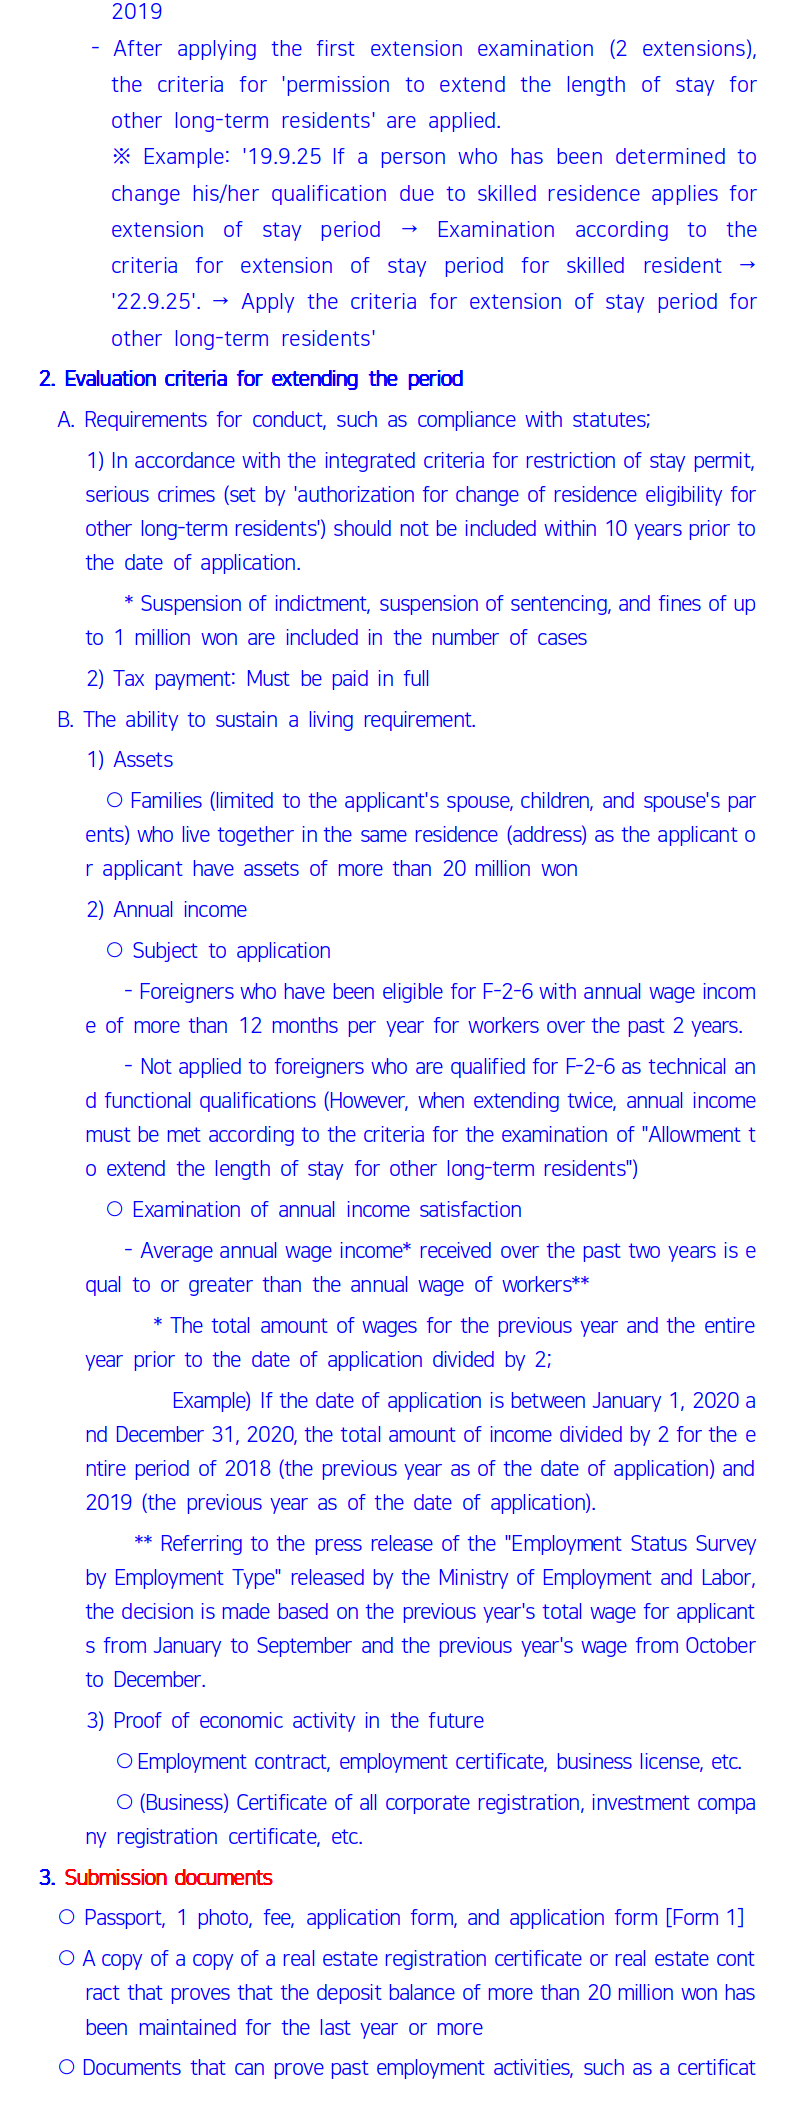 2019
- After applying the first extension examination (2 extensions),
the criteria for 'permission to extend the length of stay for
other long-term residents' are applied.
※ Example: '19.9.25 If a person who has been determined to
change his/her qualification due to skilled residence applies for
extension of stay period → Examination according to the
criteria for extension of stay period for skilled resident →
'22.9.25'. → Apply the criteria for extension of stay period for
other long-term residents'
2. Evaluation criteria for extending the period
A. Requirements for conduct, such as compliance with statutes;
1) In accordance with the integrated criteria for restriction of stay permit,
serious crimes (set by 'authorization for change of residence eligibility for
other long-term residents') should not be included within 10 years prior to
the date of application.
* Suspension of indictment, suspension of sentencing, and fines of up
to 1 million won are included in the number of cases
2) Tax payment: Must be paid in full
B. The ability to sustain a living requirement.
1) Assets
○ Families (limited to the applicant's spouse, children, and spouse's par
ents) who live together in the same residence (address) as the applicant o
r applicant have assets of more than 20 million won
2) Annual income
○ Subject to application
- Foreigners who have been eligible for F-2-6 with annual wage incom
e of more than 12 months per year for workers over the past 2 years.
- Not applied to foreigners who are qualified for F-2-6 as technical an
d functional qualifications (However, when extending twice, annual income
must be met according to the criteria for the examination of "Allowment t
o extend the length of stay for other long-term residents")
○ Examination of annual income satisfaction
- Average annual wage income* received over the past two years is e
qual to or greater than the annual wage of workers**
* The total amount of wages for the previous year and the entire
year prior to the date of application divided by 2;
Example) If the date of application is between January 1, 2020 a
nd December 31, 2020, the total amount of income divided by 2 for the e
ntire period of 2018 (the previous year as of the date of application) and
2019 (the previous year as of the date of application).
** Referring to the press release of the "Employment Status Survey
by Employment Type" released by the Ministry of Employment and Labor,
the decision is made based on the previous year's total wage for applicant
s from January to September and the previous year's wage from October
to December.
3) Proof of economic activity in the future
○ Employment contract, employment certificate, business license, etc.
○ (Business) Certificate of all corporate registration, investment compa
ny registration certificate, etc.
3. Submission documents
○ Passport, 1 photo, fee, application form, and application form [Form 1]
○ A copy of a copy of a real estate registration certificate or real estate cont
ract that proves that the deposit balance of more than 20 million won has
been maintained for the last year or more
○ Documents that can prove past employment activities, such as a certificat